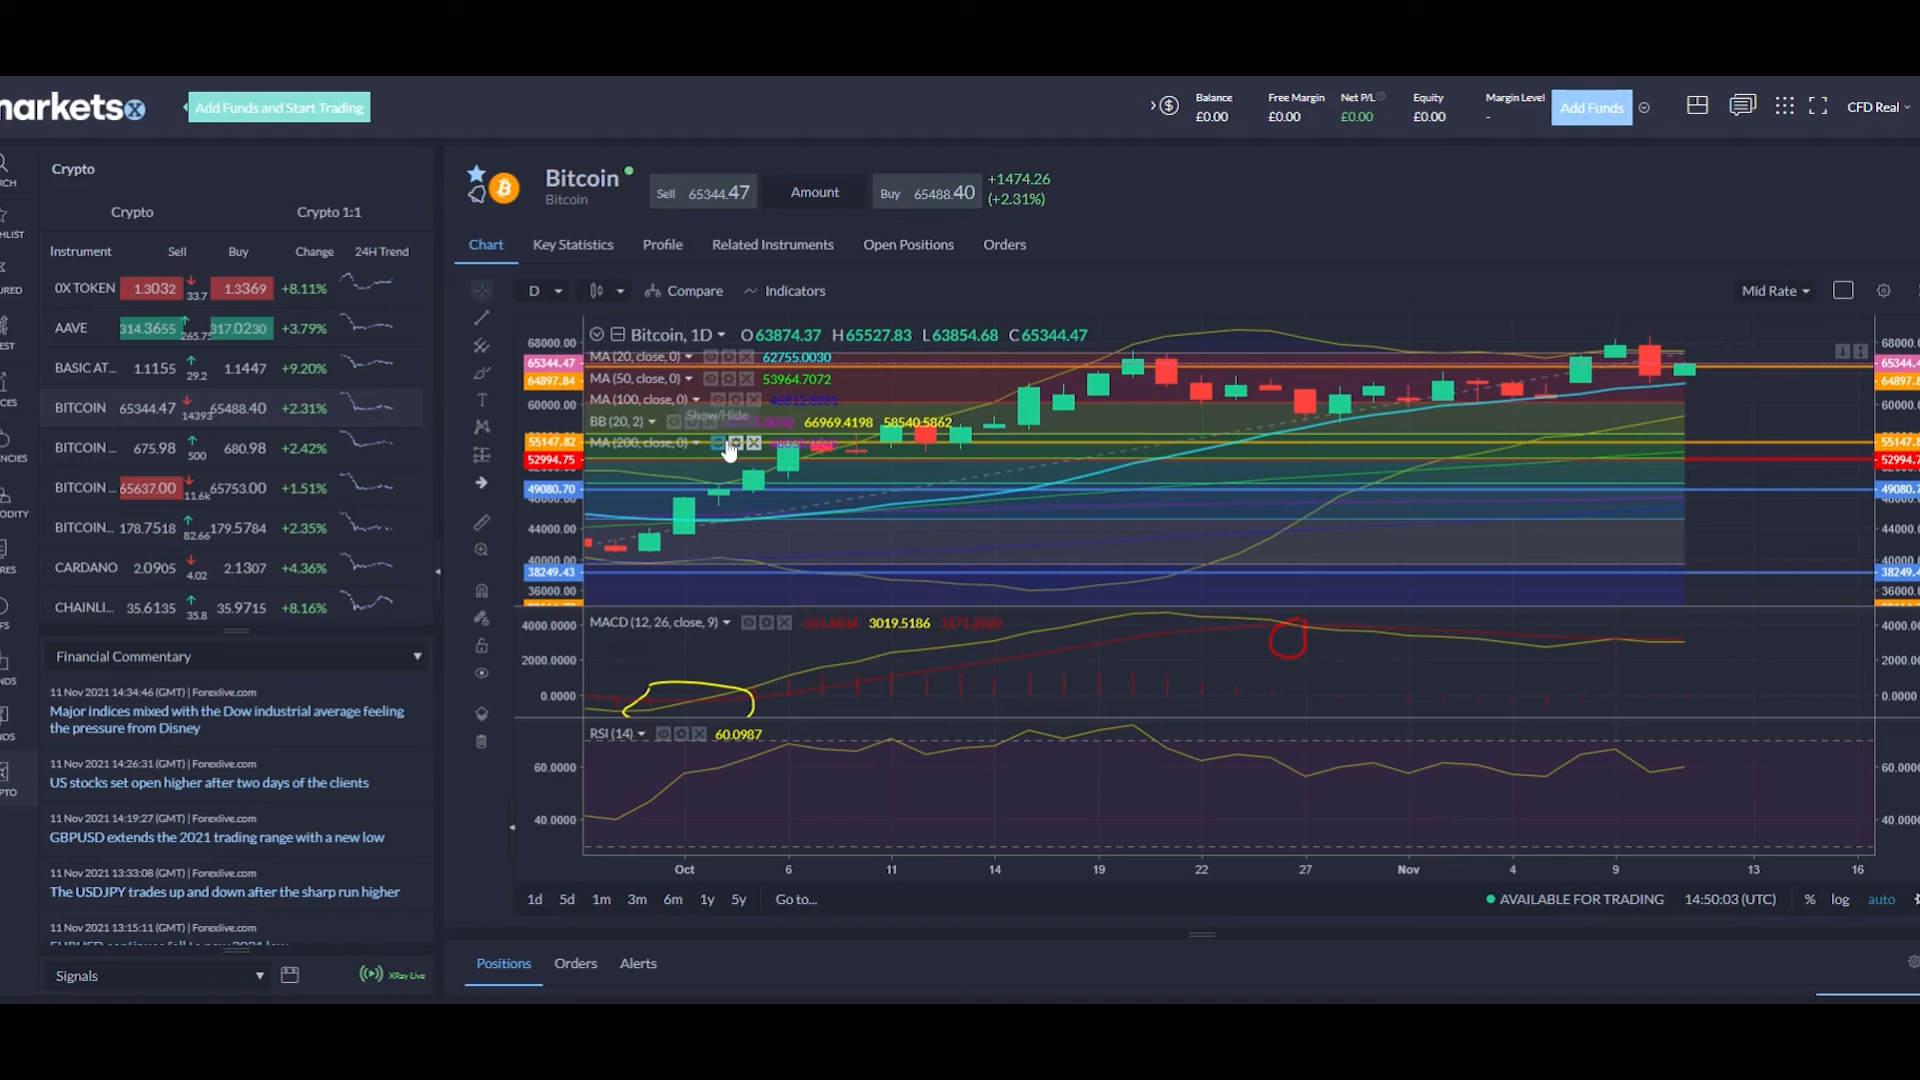 markets x
Add Funds and Start Trading
Balance
£0.00
Free Margin
£0.00
Net P/L
£0.00
Equity
£0.00
Margin Level
-
Add Funds
CFD Real
Crypto
Crypto
Crypto 1:1
Instrument Sell Buy Change 24H Trend
0X TOKEN 1.3032 33.7 1.3369 +8.11%
AAVE 314.3655 265.75 317.0230 +3.79%
BASIC AT... 1.1155 29.2 1.1447 +9.20%
BITCOIN 65344.47 14393 65488.40 +2.31%
BITCOIN ... 675.98 500 680.98 +2.42%
BITCOIN ... 65637.00 11.6k 65753.00 +1.51%
BITCOIN... 178.7518 82.66 179.5784 +2.35%
CARDANO 2.0905 4.02 2.1307 +4.36%
CHAINLI... 35.6135 35.8 35.9715 +8.16%
Financial Commentary
11 Nov 2021 14:34:46 (GMT) | Forexlive.com
Major indices mixed with the Dow industrial average feeling
the pressure from Disney
11 Nov 2021 14:26:31 (GMT) | Forexlive.com
US stocks set open higher after two days of the clients
11 Nov 2021 14:19:27 (GMT) | Forexlive.com
GBPUSD extends the 2021 trading range with a new low
11 Nov 2021 13:33:08 (GMT) | Forexlive.com
The USDJPY trades up and down after the sharp run higher
11 Nov 2021 13:15:11 (GMT) | Forexlive.com
Signals
XRay Live
Bitcoin
Bitcoin
Sell 65344.47
Amount
Buy 65488.40
+1474.26
(+2.31%)
Chart Key Statistics Profile Related Instruments Open Positions Orders
D Compare Indicators
Mid Rate
Bitcoin, 1D O63874.37 H65527.83 L63854.68 C65344.47
MA (20, close, 0) 62755.0030
MA (50, close, 0) 53964.7072
MA (100, close, 0)
Show/Hide
BB (20, 2) 66969.4198 58540.5862
MA (200, close, 0)
68000.00
65344.47
64897.84
60000.00
55147.82
52994.75
49080.70
44000.00
40000.00
38249.43
36000.00
MACD (12, 26, close, 9) 3019.5186
4000.0000
2000.0000
0.0000
RSI (14) 60.0987
60.0000
40.0000
Oct 6 11 14 19 22 27 Nov 4 9 13 16
1d 5d 1m 3m 6m 1y 5y Go to...
AVAILABLE FOR TRADING 14:50:03 (UTC) % log auto
Positions Orders Alerts